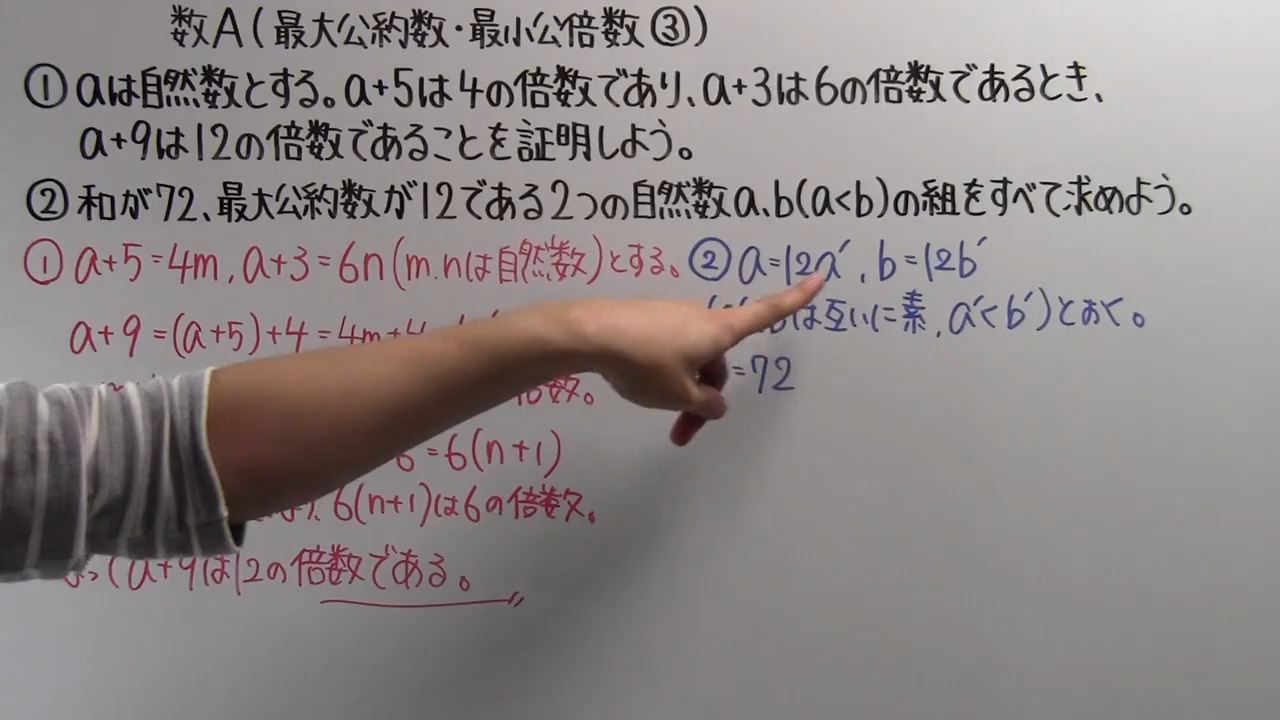 数A(最大公約数・最小公倍数③)
①aは自然数とする。a+5は4の倍数であり、a+3は6の倍数であるとき、
a+9は12の倍数であることを証明しよう。
②和が72、最大公約数が12である2つの自然数a、b(a<b)の組をすべて求めよう。
①a+5=4m,a+3=6n(m.nは自然数)とする。
a+9=(a+5)+4=4m+4
倍数。
6=6(n+1)
6(n+1)は6の倍数。
a+9は12の倍数である。
②a=12a′,b=12b′
は互いに素,a′<b′)とおく。
=72